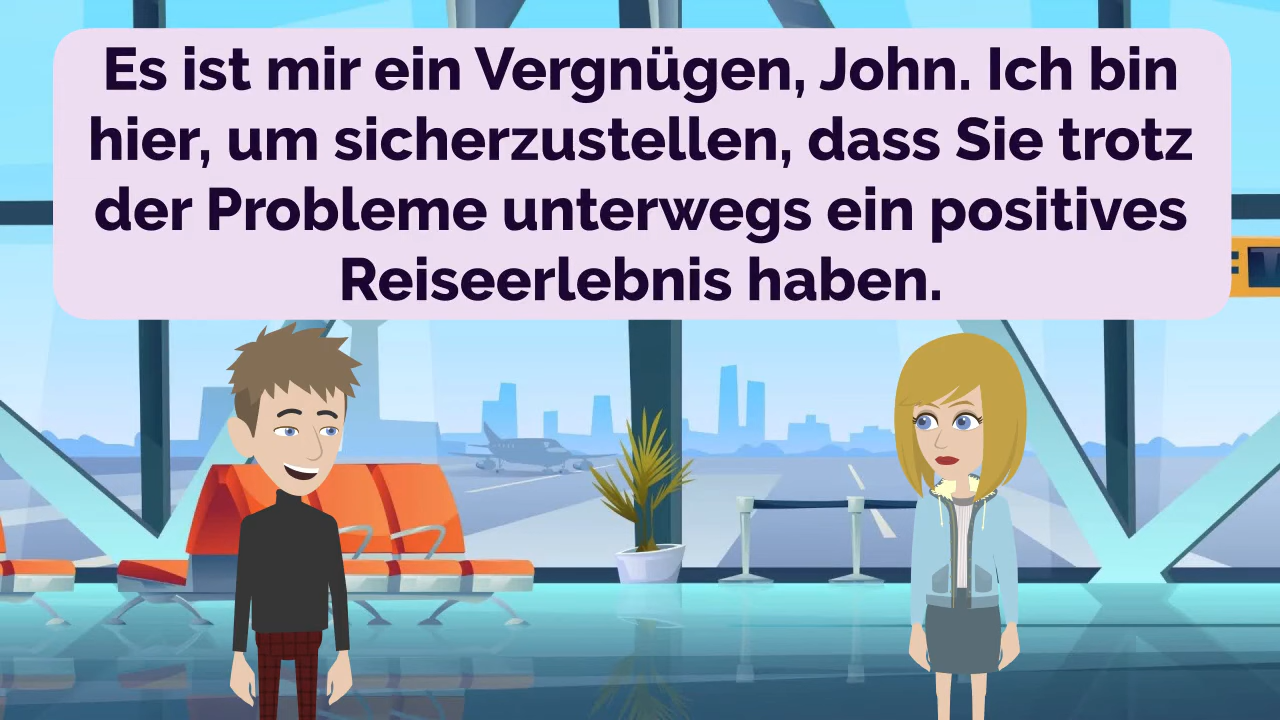 Es ist mir ein Vergnügen, John. Ich bin
hier, um sicherzustellen, dass Sie trotz
der Probleme unterwegs ein positives
Reiseerlebnis haben.